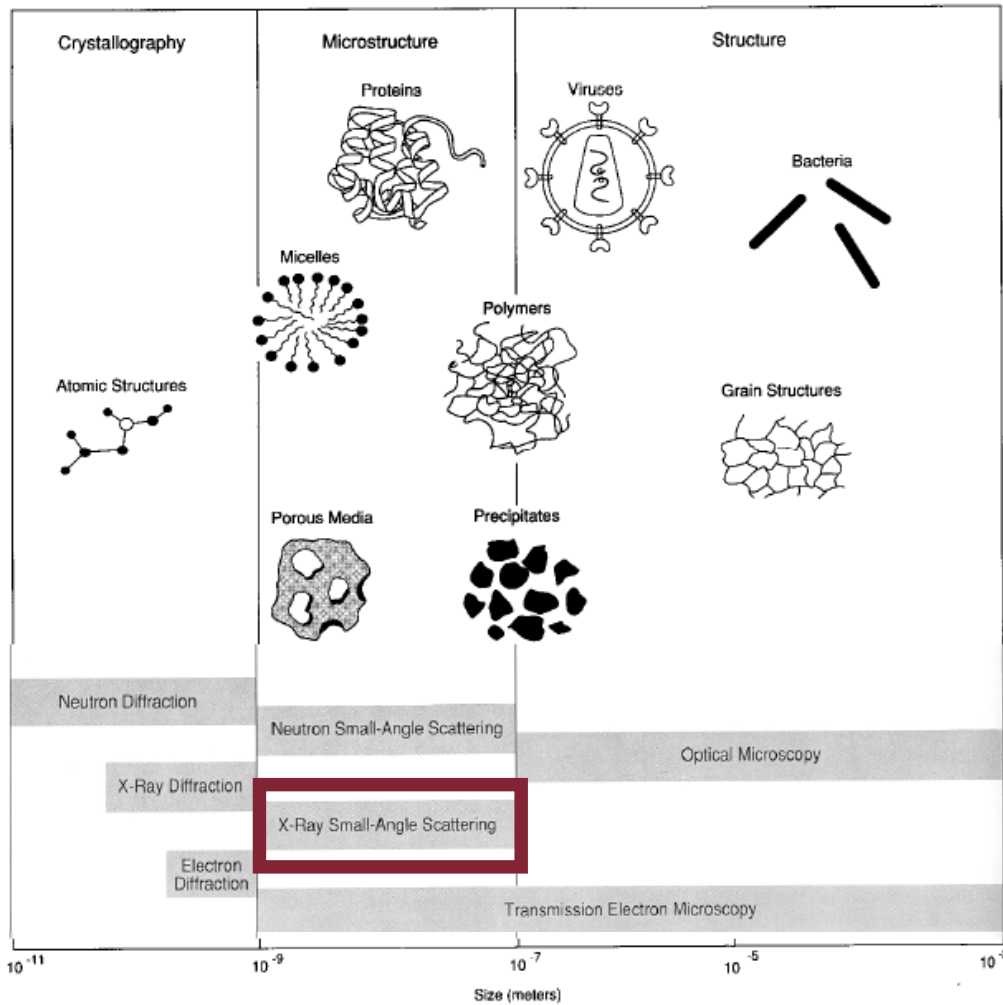 Crystallography
Microstructure
Structure
Proteins
Viruses
Bacteria
Micelles
Polymers
Atomic Structures
Grain Structures
Porous Media
Precipitates
Neutron Diffraction
Neutron Small-Angle Scattering
Optical Microscopy
X-Ray Diffraction
X-Ray Small-Angle Scattering
Electron
Diffraction
Transmission Electron Microscopy
10⁻¹¹
10⁻⁹
10⁻⁷
10⁻⁵
Size (meters)